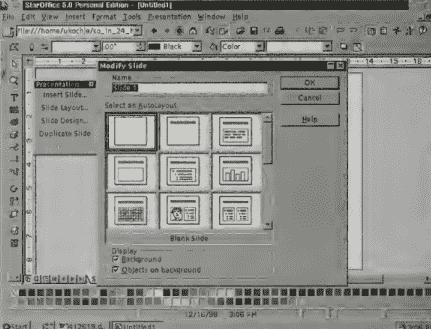 StarOffice 5.0 Personal Edition - [Untitled1]
File Edit View Insert Format Tools Presentation Window Help
.00" Black Color
Modify Slide
Name
Slide 1
OK
Cancel
Help
Select an AutoLayout
Presentation
Insert Slide...
Slide Layout...
Slide Design...
Duplicate Slide
Blank Slide
Display
Background
Objects on background
12/16/98 3:06 PM
Start
Untitled1